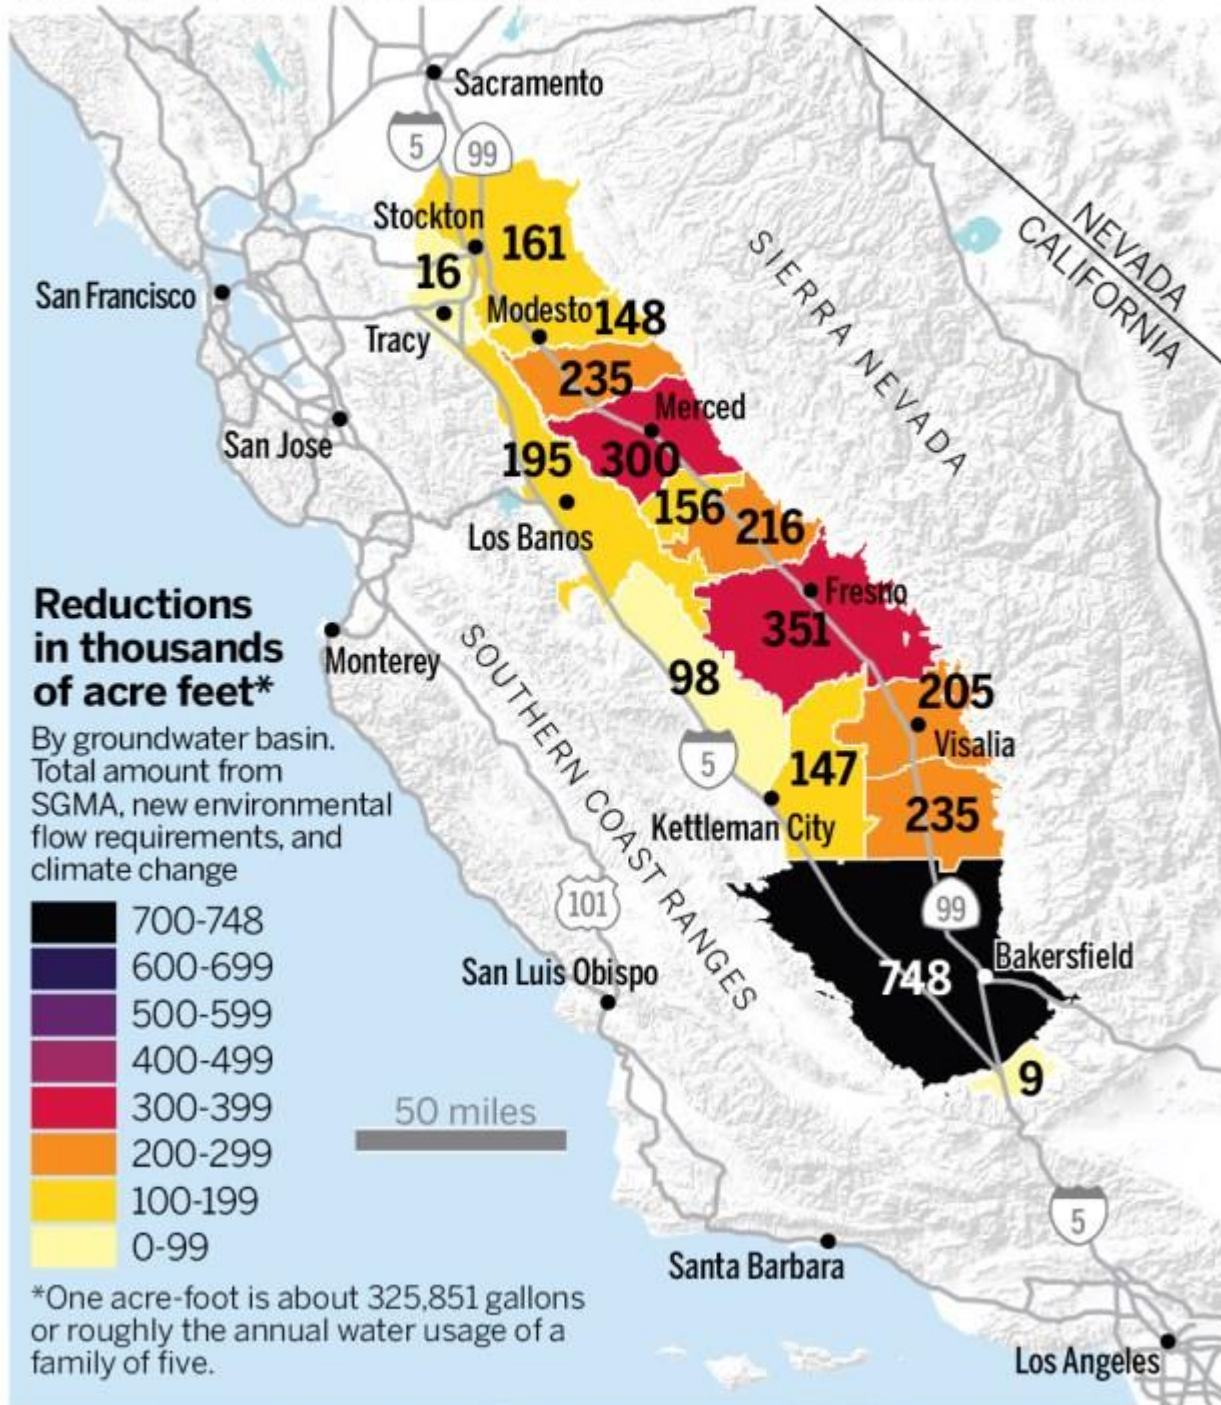 Sacramento
5
99
Stockton
161
16
San Francisco
Modesto
148
Tracy
235
SIERRA NEVADA
NEVADA
CALIFORNIA
Merced
San Jose
195
300
156
216
Los Banos
Fresno
351
Monterey
98
205
Visalia
5
147
235
Kettleman City
SOUTHERN COAST RANGES
101
99
San Luis Obispo
748
Bakersfield
9
50 miles
5
Santa Barbara
Los Angeles
Reductions
in thousands
of acre feet*
By groundwater basin.
Total amount from
SGMA, new environmental
flow requirements, and
climate change
700-748
600-699
500-599
400-499
300-399
200-299
100-199
0-99
*One acre-foot is about 325,851 gallons
or roughly the annual water usage of a
family of five.